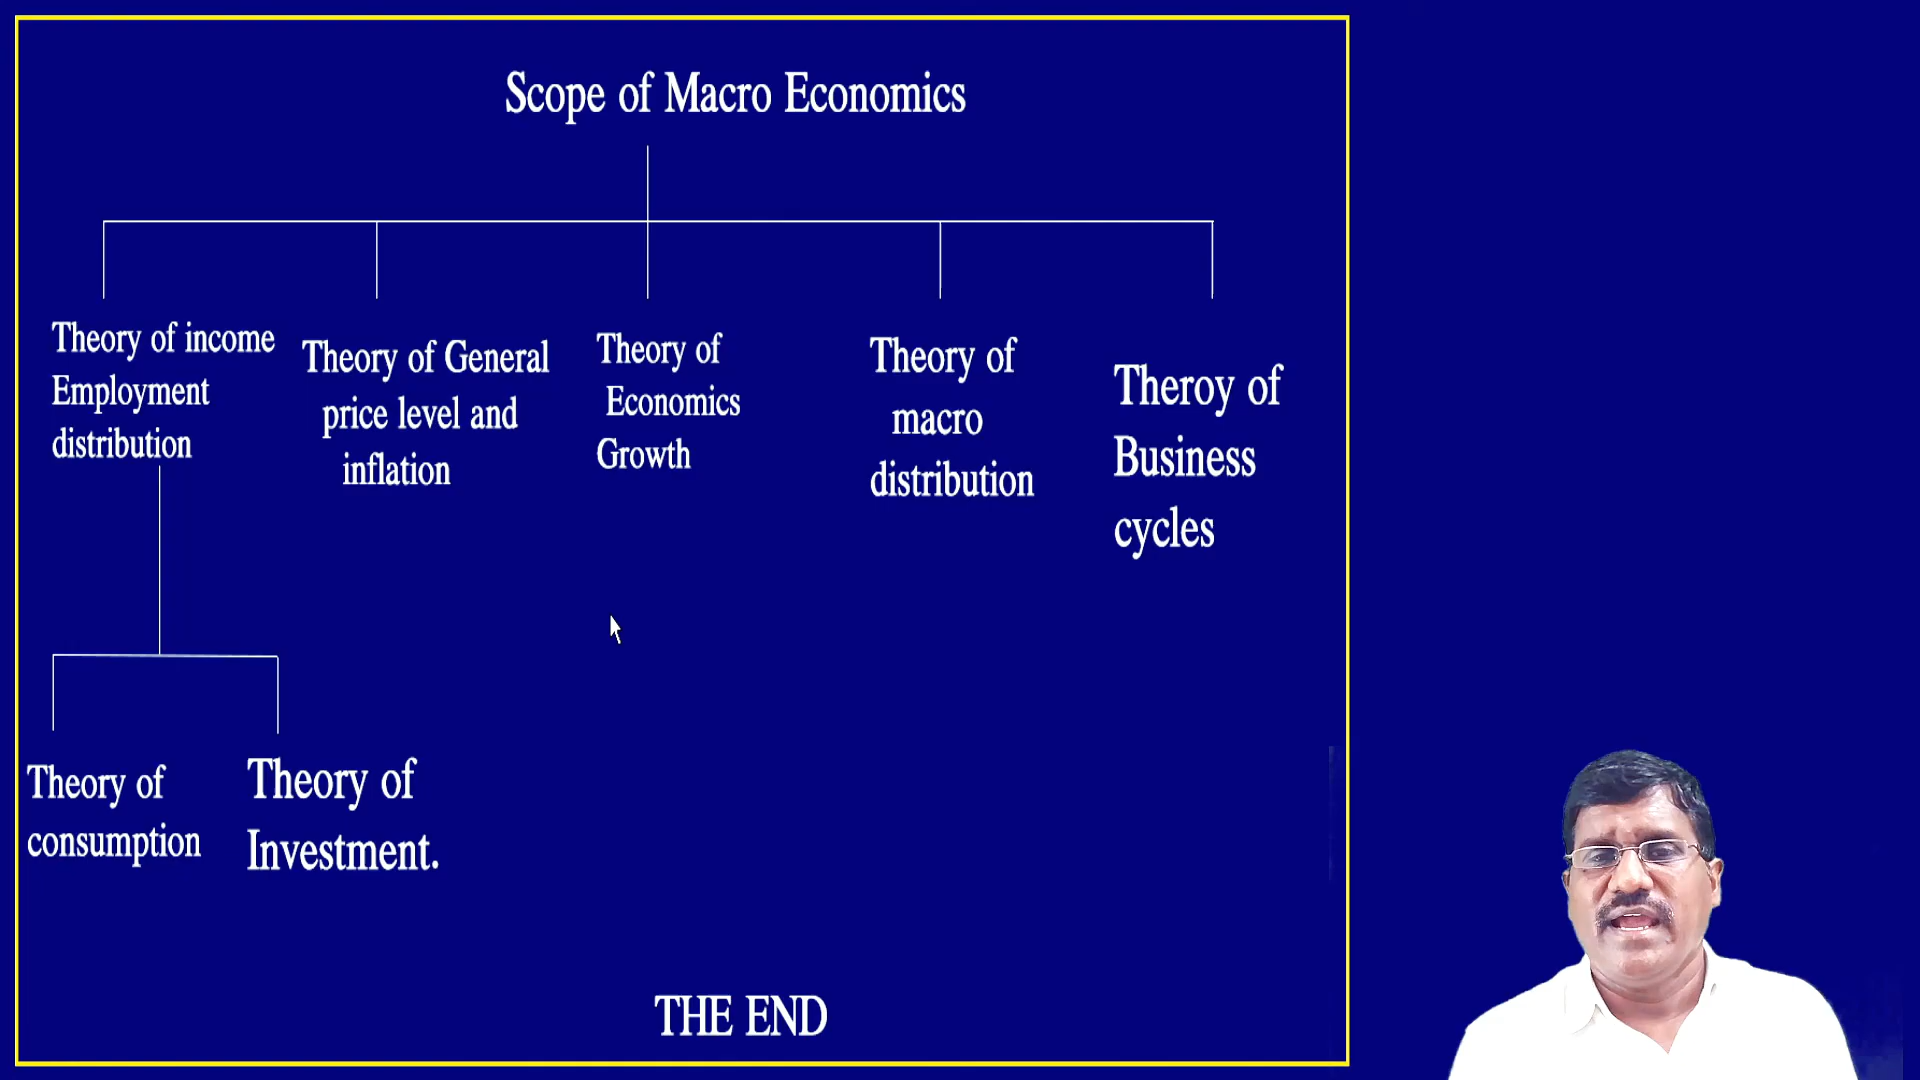 Scope of Macro Economics
Theory of income
Employment
distribution
Theory of General
price level and
inflation
Theory of
Economics
Growth
Theory of
macro
distribution
Theroy of
Business
cycles
Theory of
consumption
Theory of
Investment.
THE END